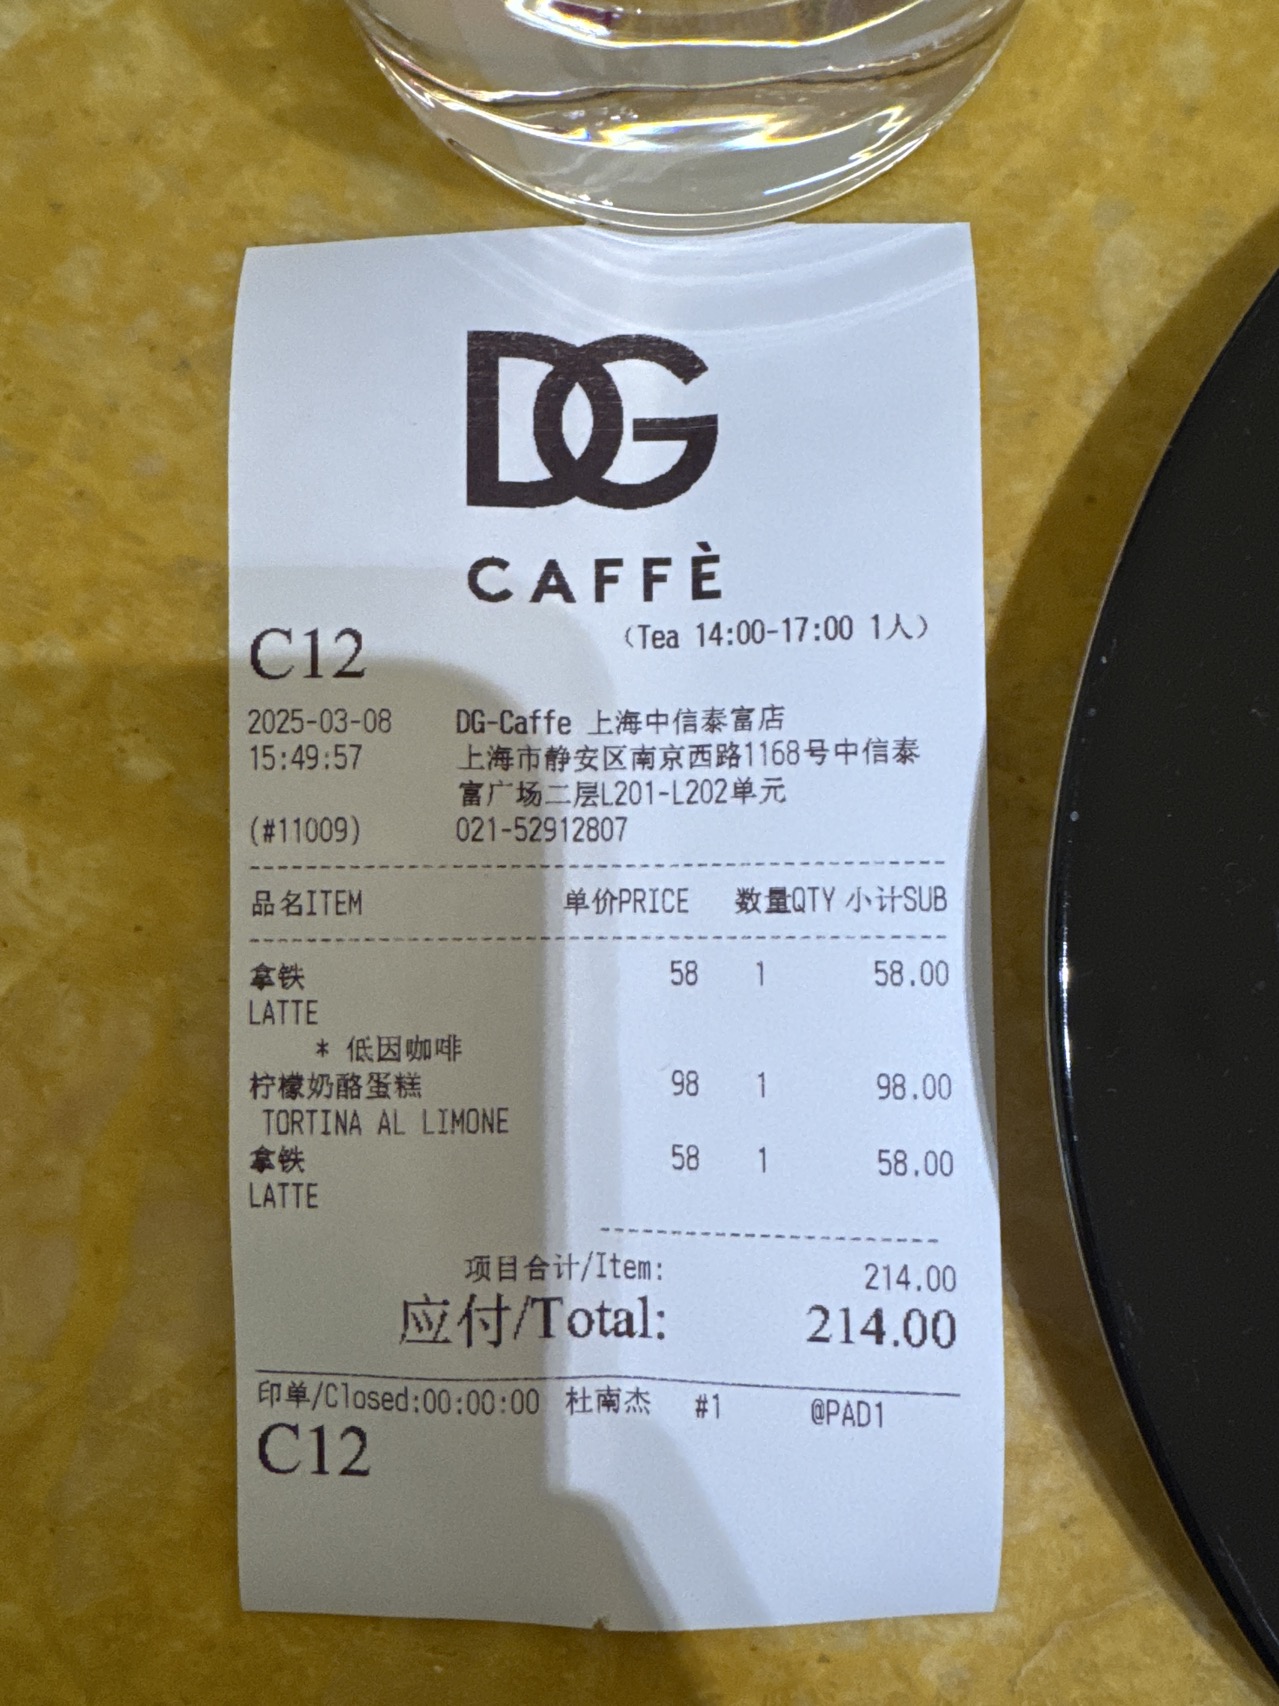 DG
CAFFÈ
C12 （Tea 14:00-17:00 1人）
2025-03-08 DG-Caffe 上海中信泰富店
15:49:57 上海市静安区南京西路1168号中信泰
富广场二层L201-L202单元
(#11009) 021-52912807
品名ITEM 单价PRICE 数量QTY 小计SUB
拿铁 58 1 58.00
LATTE
* 低因咖啡
柠檬奶酪蛋糕 98 1 98.00
TORTINA AL LIMONE
拿铁 58 1 58.00
LATTE
项目合计/Item: 214.00
应付/Total: 214.00
印单/Closed:00:00:00 杜南杰 #1 @PAD1
C12